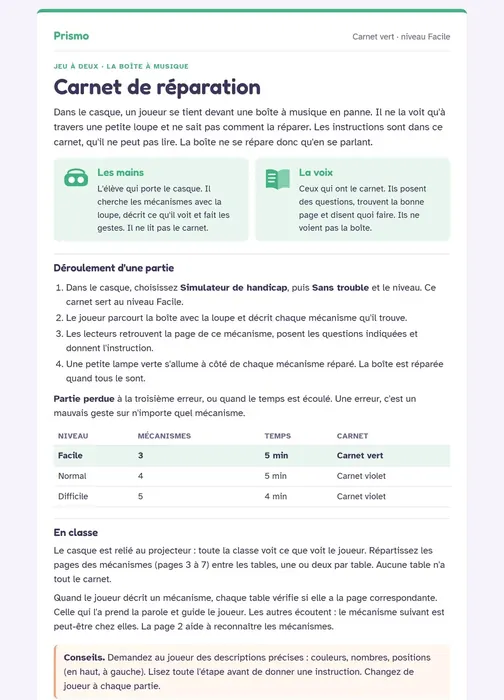 Prismo
Carnet vert · niveau Facile
JEU À DEUX · LA BOÎTE À MUSIQUE
Carnet de réparation
Dans le casque, un joueur se tient devant une boîte à musique en panne. Il ne la voit qu'à
travers une petite loupe et ne sait pas comment la réparer. Les instructions sont dans ce
carnet, qu'il ne peut pas lire. La boîte ne se répare donc qu'en se parlant.
Les mains
L'élève qui porte le casque. Il
cherche les mécanismes avec la
loupe, décrit ce qu'il voit et fait les
gestes. Il ne lit pas le carnet.
La voix
Ceux qui ont le carnet. Ils posent
des questions, trouvent la bonne
page et disent quoi faire. Ils ne
voient pas la boîte.
Déroulement d'une partie
1. Dans le casque, choisissez Simulateur de handicap, puis Sans trouble et le niveau. Ce
carnet sert au niveau Facile.
2. Le joueur parcourt la boîte avec la loupe et décrit chaque mécanisme qu'il trouve.
3. Les lecteurs retrouvent la page de ce mécanisme, posent les questions indiquées et
donnent l'instruction.
4. Une petite lampe verte s'allume à côté de chaque mécanisme réparé. La boîte est réparée
quand tous le sont.
Partie perdue à la troisième erreur, ou quand le temps est écoulé. Une erreur, c'est un
mauvais geste sur n'importe quel mécanisme.
NIVEAU MÉCANISMES TEMPS CARNET
Facile 3 5 min Carnet vert
Normal 4 5 min Carnet violet
Difficile 5 4 min Carnet violet
En classe
Le casque est relié au projecteur : toute la classe voit ce que voit le joueur. Répartissez les
pages des mécanismes (pages 3 à 7) entre les tables, une ou deux par table. Aucune table n'a
tout le carnet.
Quand le joueur décrit un mécanisme, chaque table vérifie si elle a la page correspondante.
Celle qui l'a prend la parole et guide le joueur. Les autres écoutent : le mécanisme suivant est
peut-être chez elles. La page 2 aide à reconnaître les mécanismes.
Conseils. Demandez au joueur des descriptions précises : couleurs, nombres, positions
(en haut, à gauche). Lisez toute l'étape avant de donner une instruction. Changez de
joueur à chaque partie.